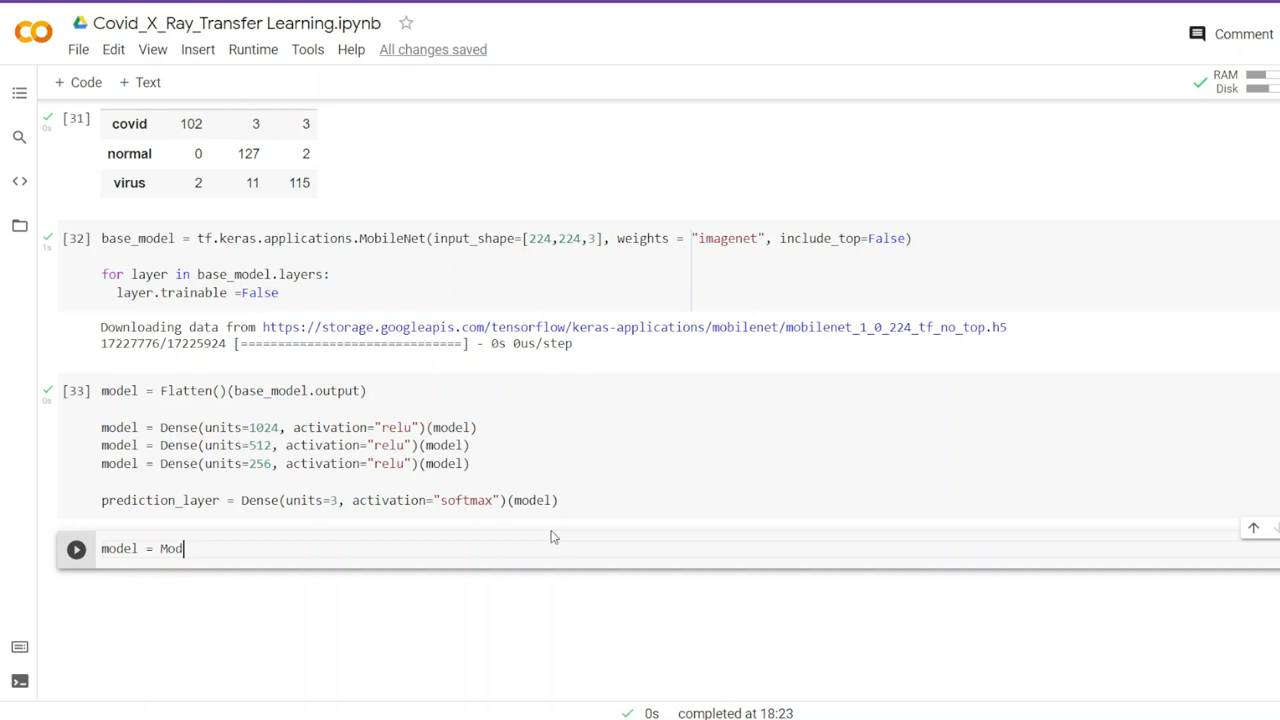 Covid_X_Ray_Transfer Learning.ipynb
File Edit View Insert Runtime Tools Help All changes saved
Comment
+ Code + Text
RAM
Disk
[31]
covid 102 3 3
normal 0 127 2
virus 2 11 115
0s
[32] base_model = tf.keras.applications.MobileNet(input_shape=[224,224,3], weights = "imagenet", include_top=False)
1s
for layer in base_model.layers:
layer.trainable =False
Downloading data from https://storage.googleapis.com/tensorflow/keras-applications/mobilenet/mobilenet_1_0_224_tf_no_top.h5
17227776/17225924 [==============================] - 0s 0us/step
[33] model = Flatten()(base_model.output)
0s
model = Dense(units=1024, activation="relu")(model)
model = Dense(units=512, activation="relu")(model)
model = Dense(units=256, activation="relu")(model)
prediction_layer = Dense(units=3, activation="softmax")(model)
model = Mod
0s completed at 18:23